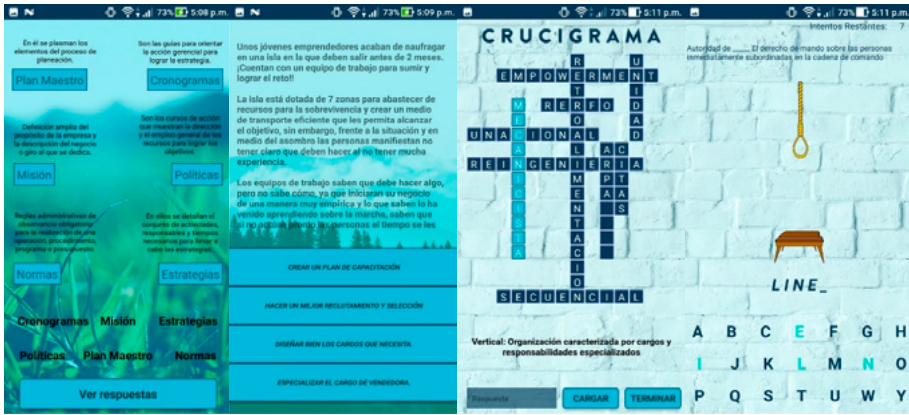 73% 5:08 p.m.
En él se plasman los
elementos del proceso de
planeación.
Plan Maestro
Son las guías para orientar
la acción gerencial para
lograr la estrategia.
Cronogramas
Definición amplia del
propósito de la empresa y
la descripción del negocio
o giro al que se dedica.
Misión
Son los cursos de acción
que muestran la dirección
y el empleo general de los
recursos para lograr los
objetivos.
Políticas
Reglas administrativas de
observancia obligatoria
para la realización de una
operación, procedimiento,
programa o presupuesto.
Normas
En ellos se detallan el
conjunto de actividades,
responsables y tiempos
necesarios para llevar a
cabo las estrategias.
Estrategias
Cronogramas Misión Estrategias
Políticas Plan Maestro Normas
Ver respuestas
73% 5:09 p.m.
Unos jóvenes emprendedores acaban de naufragar
en una isla en la que deben salir antes de 2 meses.
¡Cuentan con un equipo de trabajo para sumir y
lograr el reto!!
La isla está dotada de 7 zonas para abastecer de
recursos para la sobrevivencia y crear un medio
de transporte eficiente que les permita alcanzar
el objetivo, sin embargo, frente a la situación y en
medio del asombro las personas manifiestan no
tener claro que deben hacer al no tener mucha
experiencia.
Los equipos de trabajo saben que debe hacer algo,
pero no sabe cómo, ya que iniciaran su negocio
de una manera muy empírica y lo que saben lo ha
venido aprendiendo sobre la marcha, saben que
si no actúan pronto las personas el tiempo se les
CREAR UN PLAN DE CAPACITACIÓN
HACER UN MEJOR RECLUTAMIENTO Y SELECCIÓN
DISEÑAR BIEN LOS CARGOS QUE NECESITA
ESPECIALIZAR EL CARGO DE VENDEDORA
73% 5:11 p.m.
CRUCIGRAMA
EMPOWERMENT
REFERFO
UNACIONAL
REINGENIERIA
MECANICISTA
RETEROALIMENTACION
UNIDAD
SECUENCIAL
Vertical: Organización caracterizada por cargos y
responsabilidades especializados
Respuesta
CARGAR
TERMINAR
73% 5:11 p.m.
Intentos Restantes: 7
Autoridad de ____ El derecho de mando sobre las personas
inmediatamente subordinadas en la cadena de comando
LINE_
A B C E F G H
I J K L M N O
P Q S T U W Y